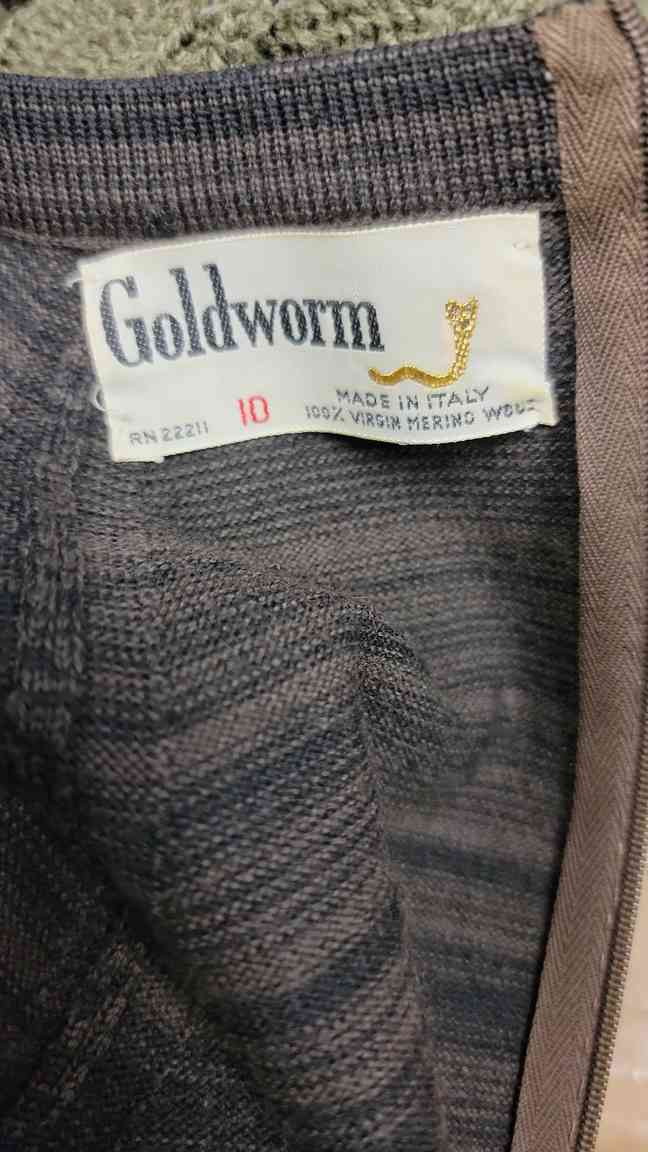 Goldworm
MADE IN ITALY
RN 22211 10 100% VIRGIN MERINO WOOL